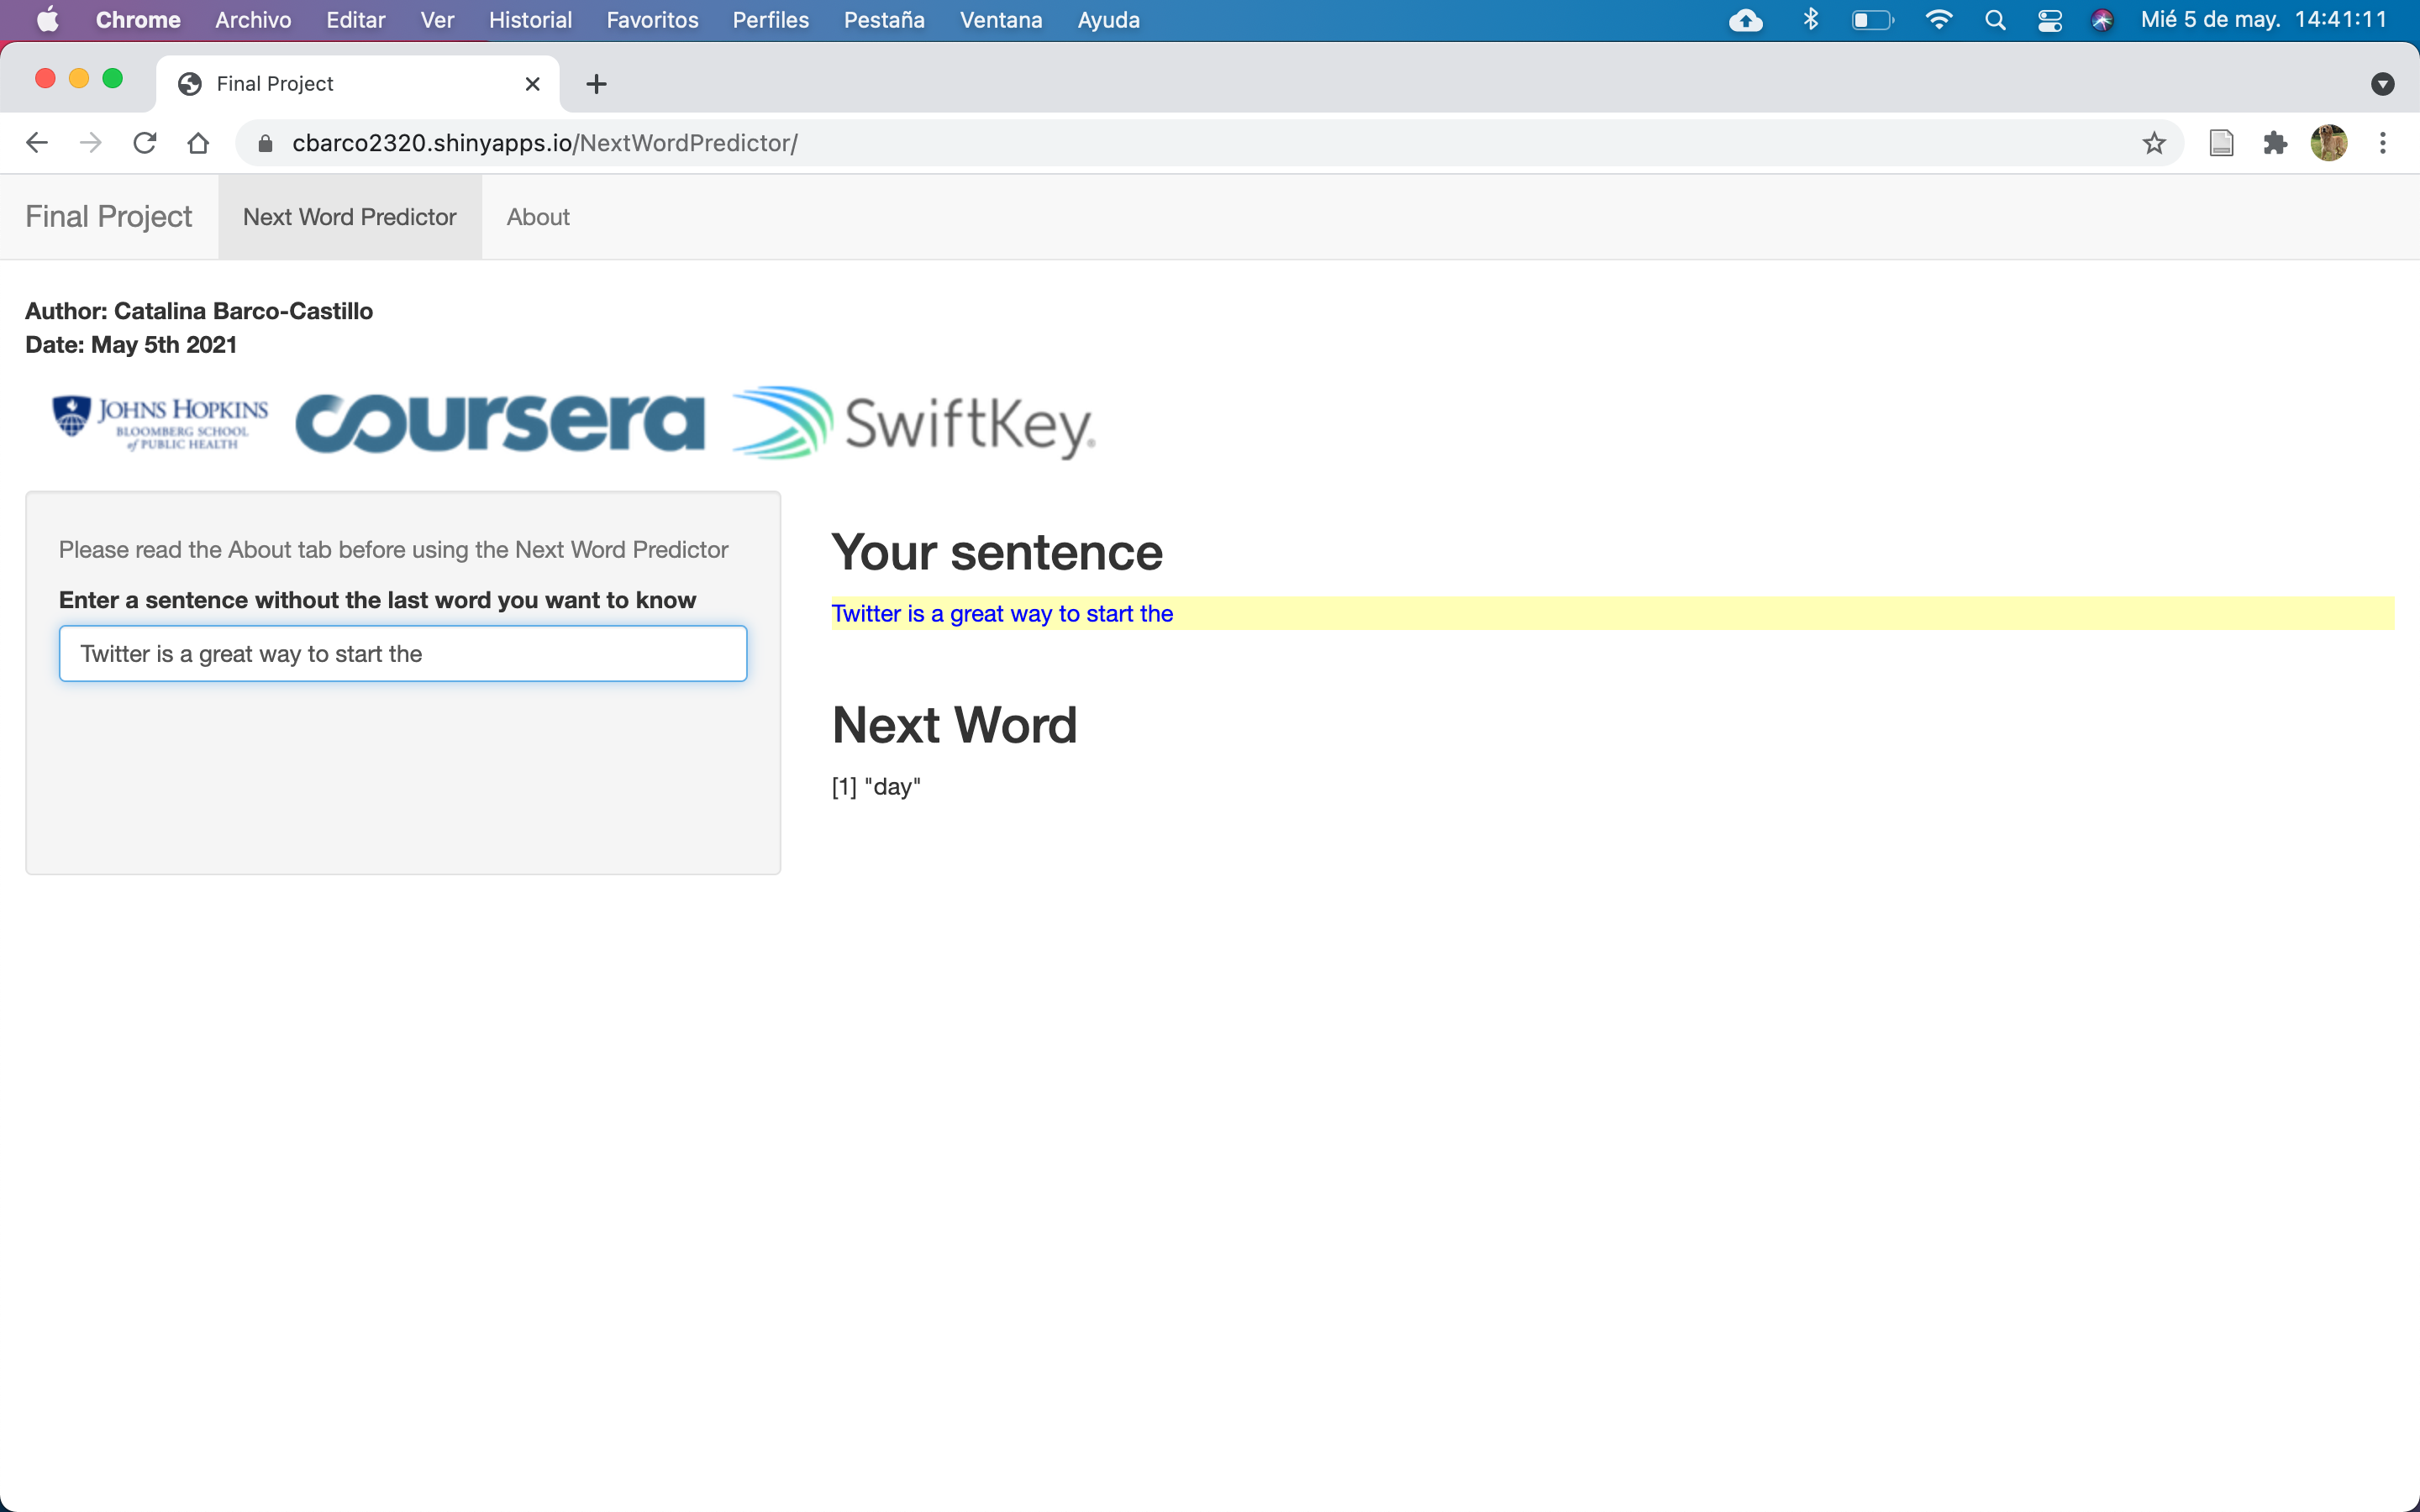 Chrome Archivo Editar Ver Historial Favoritos Perfiles Pestaña Ventana Ayuda Mié 5 de may. 14:41:11
Final Project
cbarco2320.shinyapps.io/NextWordPredictor/
Final Project Next Word Predictor About
Author: Catalina Barco-Castillo
Date: May 5th 2021
JOHNS HOPKINS
BLOOMBERG SCHOOL
of PUBLIC HEALTH
coursera
SwiftKey®
Please read the About tab before using the Next Word Predictor
Enter a sentence without the last word you want to know
Twitter is a great way to start the
Your sentence
Twitter is a great way to start the
Next Word
[1] "day"